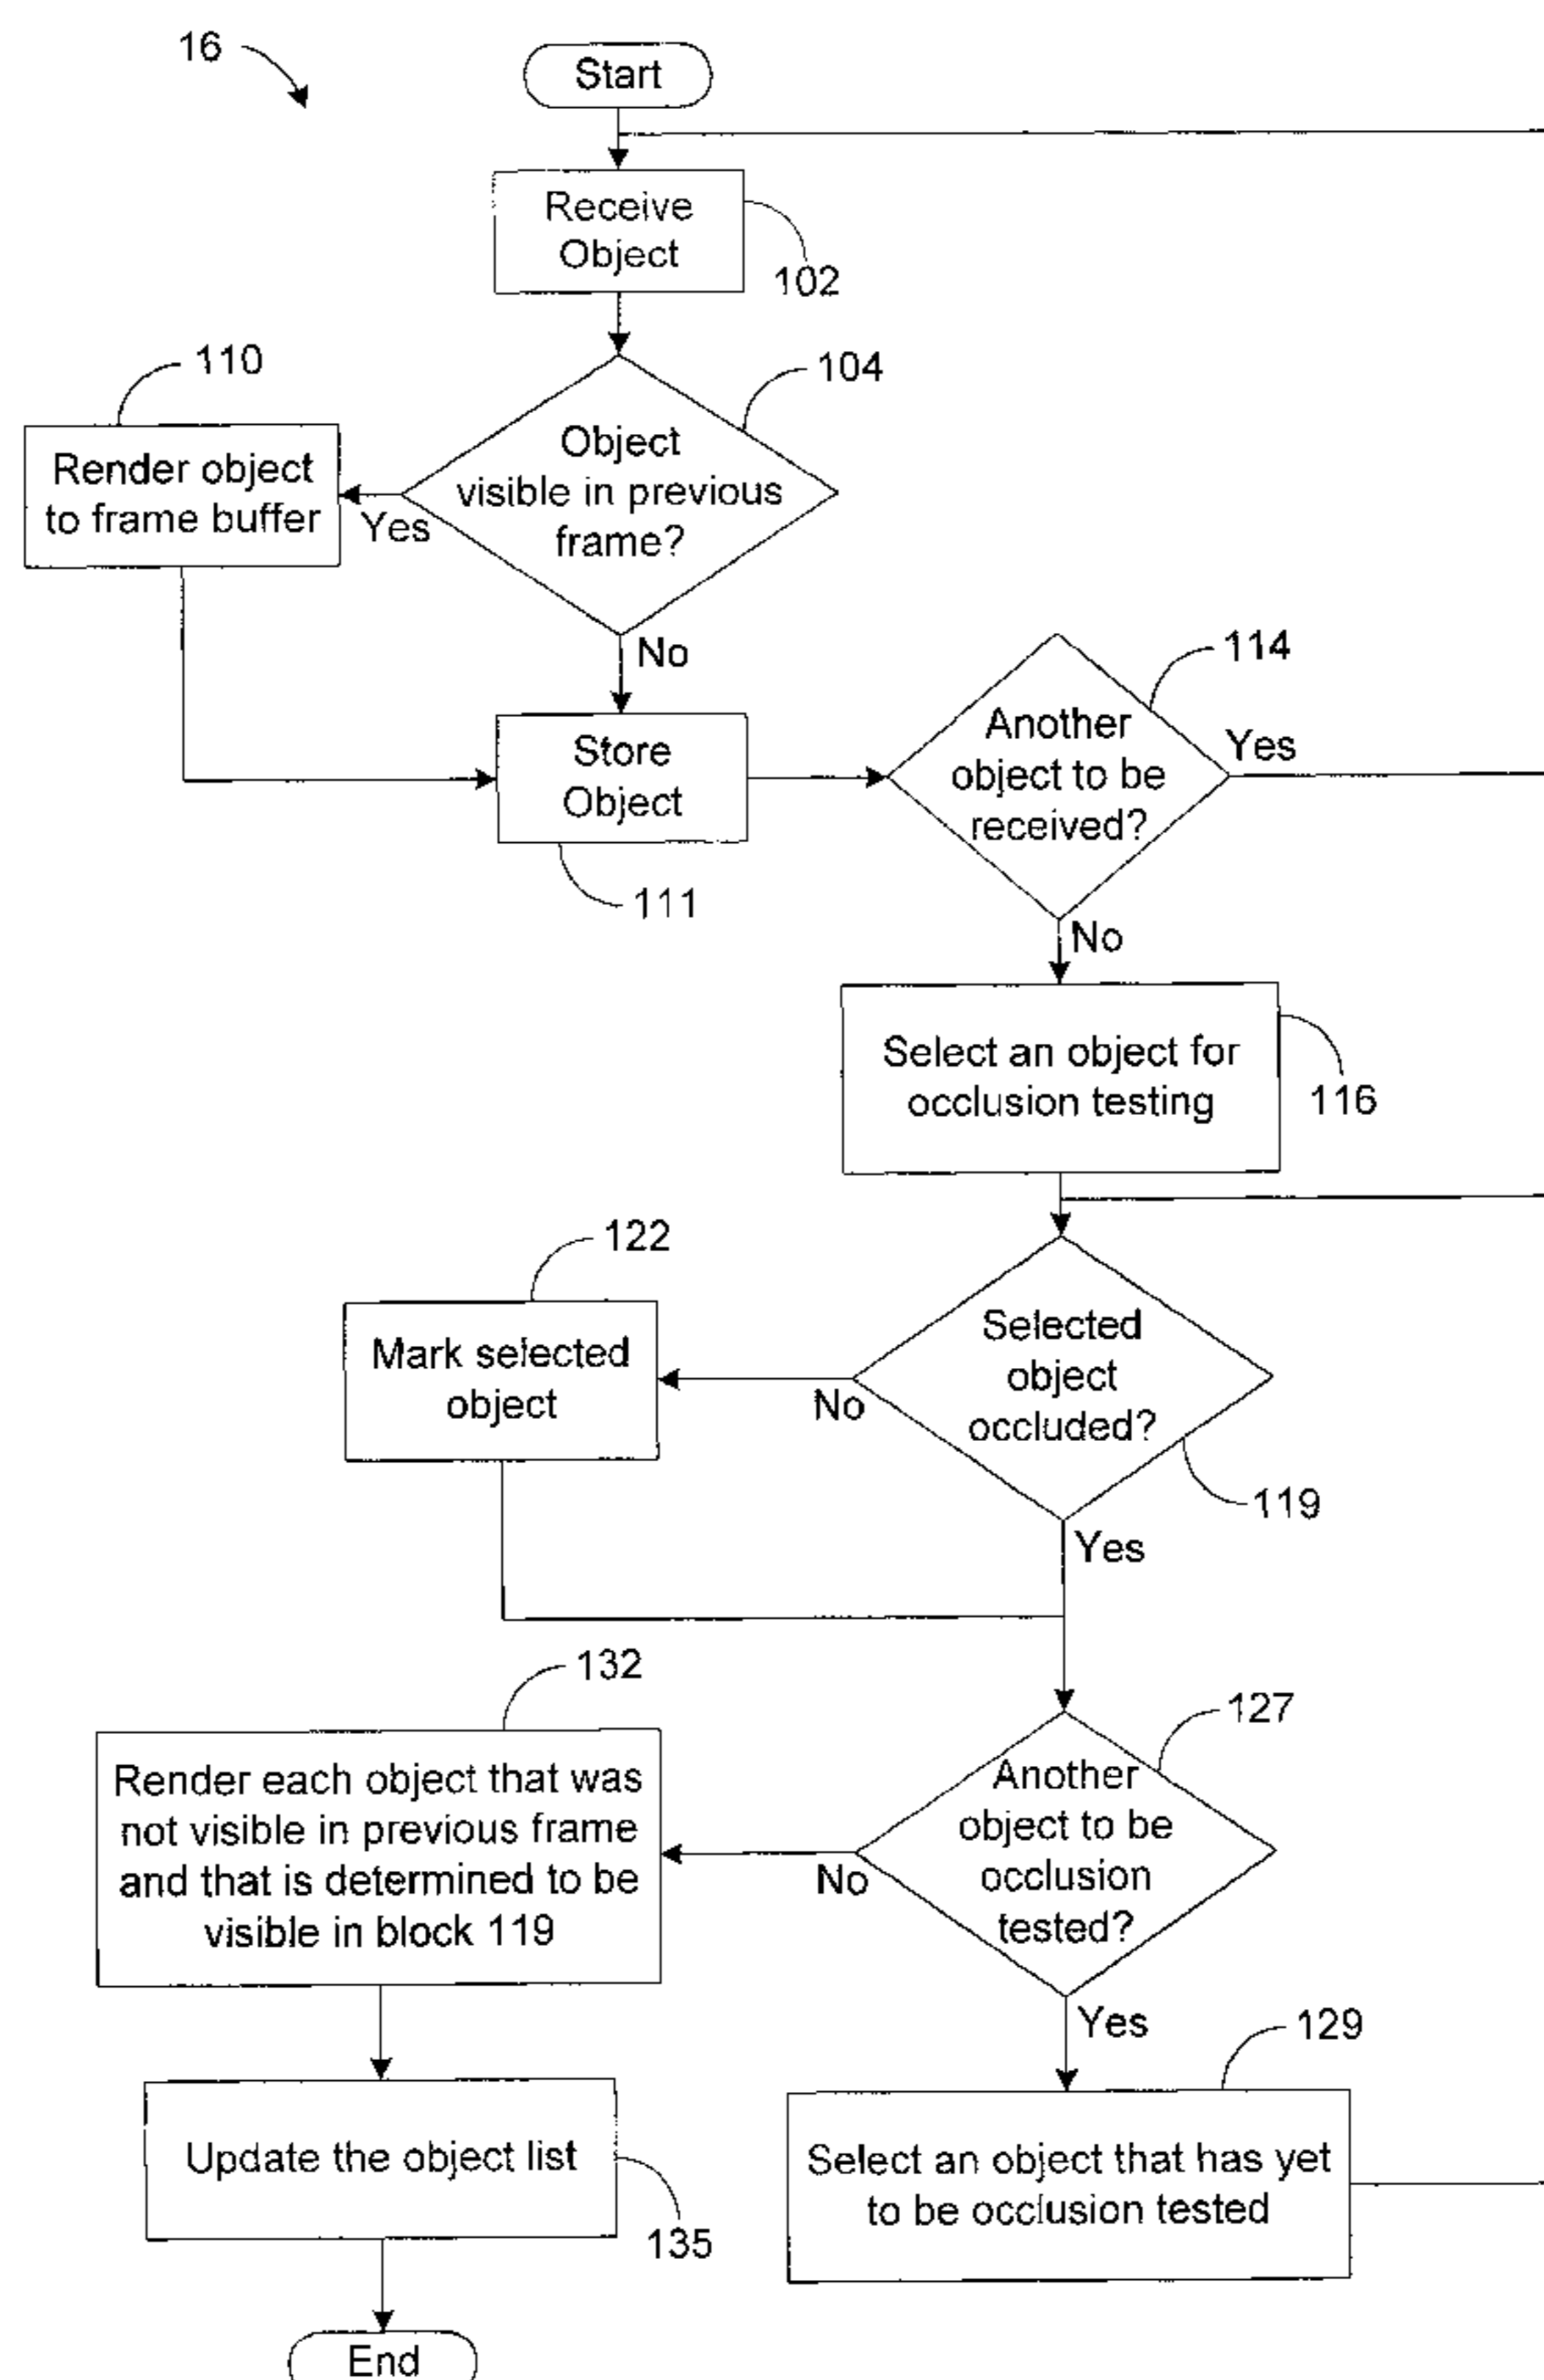 16
Start
Receive
Object
102
110
104
Render object
to frame buffer
Yes
Object
visible in previous
frame?
No
114
Store
Object
111
Another
object to be
received?
Yes
No
Select an object for
occlusion testing
116
122
Mark selected
object
No
Selected
object
occluded?
119
Yes
132
127
Render each object that was
not visible in previous frame
and that is determined to be
visible in block 119
No
Another
object to be
occlusion
tested?
Yes
129
Update the object list
135
Select an object that has yet
to be occlusion tested
End